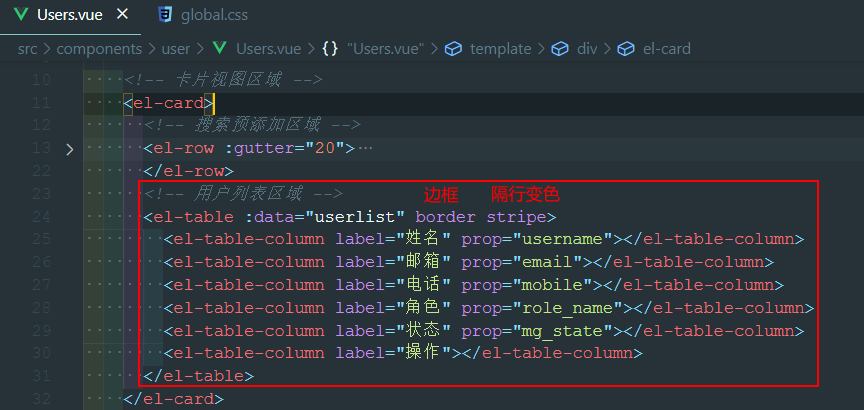 Users.vue × global.css
src > components > user > Users.vue > {} "Users.vue" > template > div > el-card
10 <!-- 卡片视图区域 -->
11 <el-card>
12 <!-- 搜索预添加区域 -->
13 <el-row :gutter="20">…
22 </el-row>
23 <!-- 用户列表区域 --> 边框 隔行变色
24 <el-table :data="userlist" border stripe>
25 <el-table-column label="姓名" prop="username"></el-table-column>
26 <el-table-column label="邮箱" prop="email"></el-table-column>
27 <el-table-column label="电话" prop="mobile"></el-table-column>
28 <el-table-column label="角色" prop="role_name"></el-table-column>
29 <el-table-column label="状态" prop="mg_state"></el-table-column>
30 <el-table-column label="操作"></el-table-column>
31 </el-table>
32 </el-card>